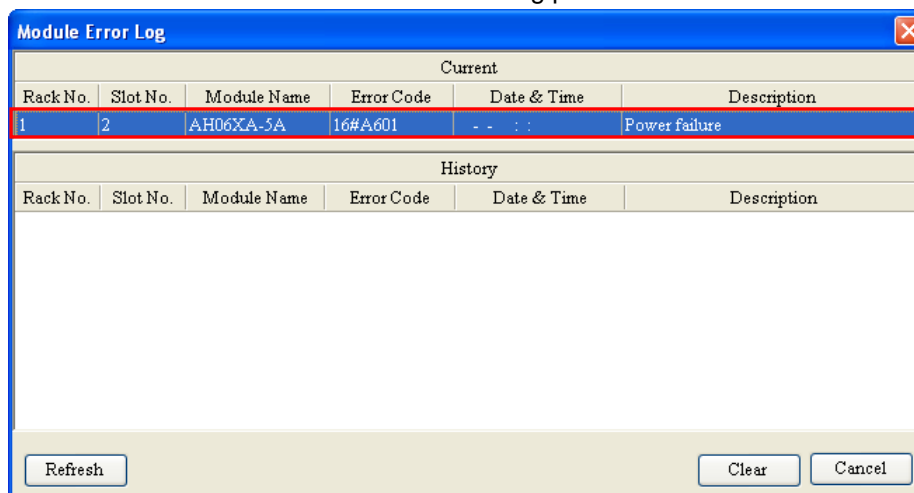 Module Error Log
Current
Rack No. Slot No. Module Name Error Code Date & Time Description
1 2 AH06XA-5A 16#A601 - - : : Power failure
History
Rack No. Slot No. Module Name Error Code Date & Time Description
Refresh Clear Cancel